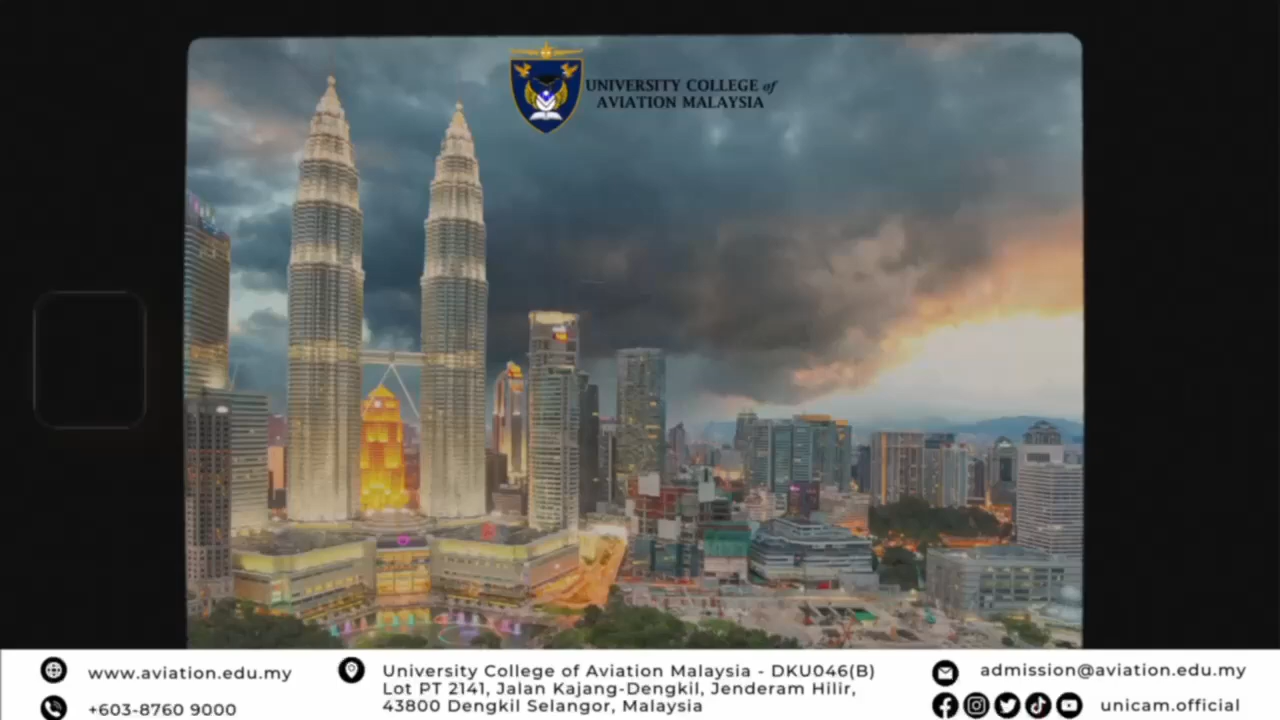 UNIVERSITY COLLEGE of
AVIATION MALAYSIA
www.aviation.edu.my
+603-8760 9000
University College of Aviation Malaysia - DKU046(B)
Lot PT 2141, Jalan Kajang-Dengkil, Jenderam Hilir,
43800 Dengkil Selangor, Malaysia
admission@aviation.edu.my
unicam.official